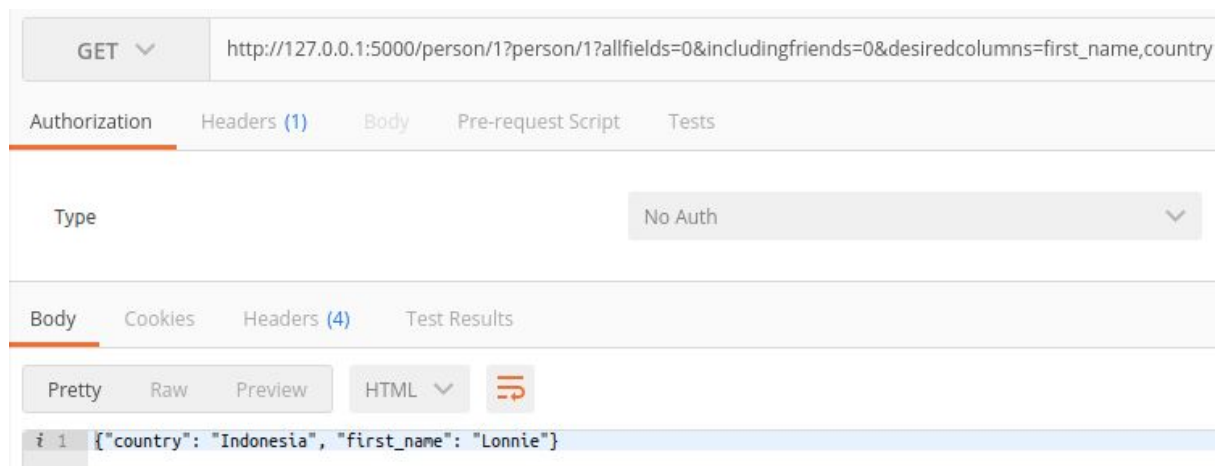 GET http://127.0.0.1:5000/person/1?person/1?allfields=0&includingfriends=0&desiredcolumns=first_name,country
Authorization Headers (1) Body Pre-request Script Tests
Type No Auth
Body Cookies Headers (4) Test Results
Pretty Raw Preview HTML
i 1 {"country": "Indonesia", "first_name": "Lonnie"}